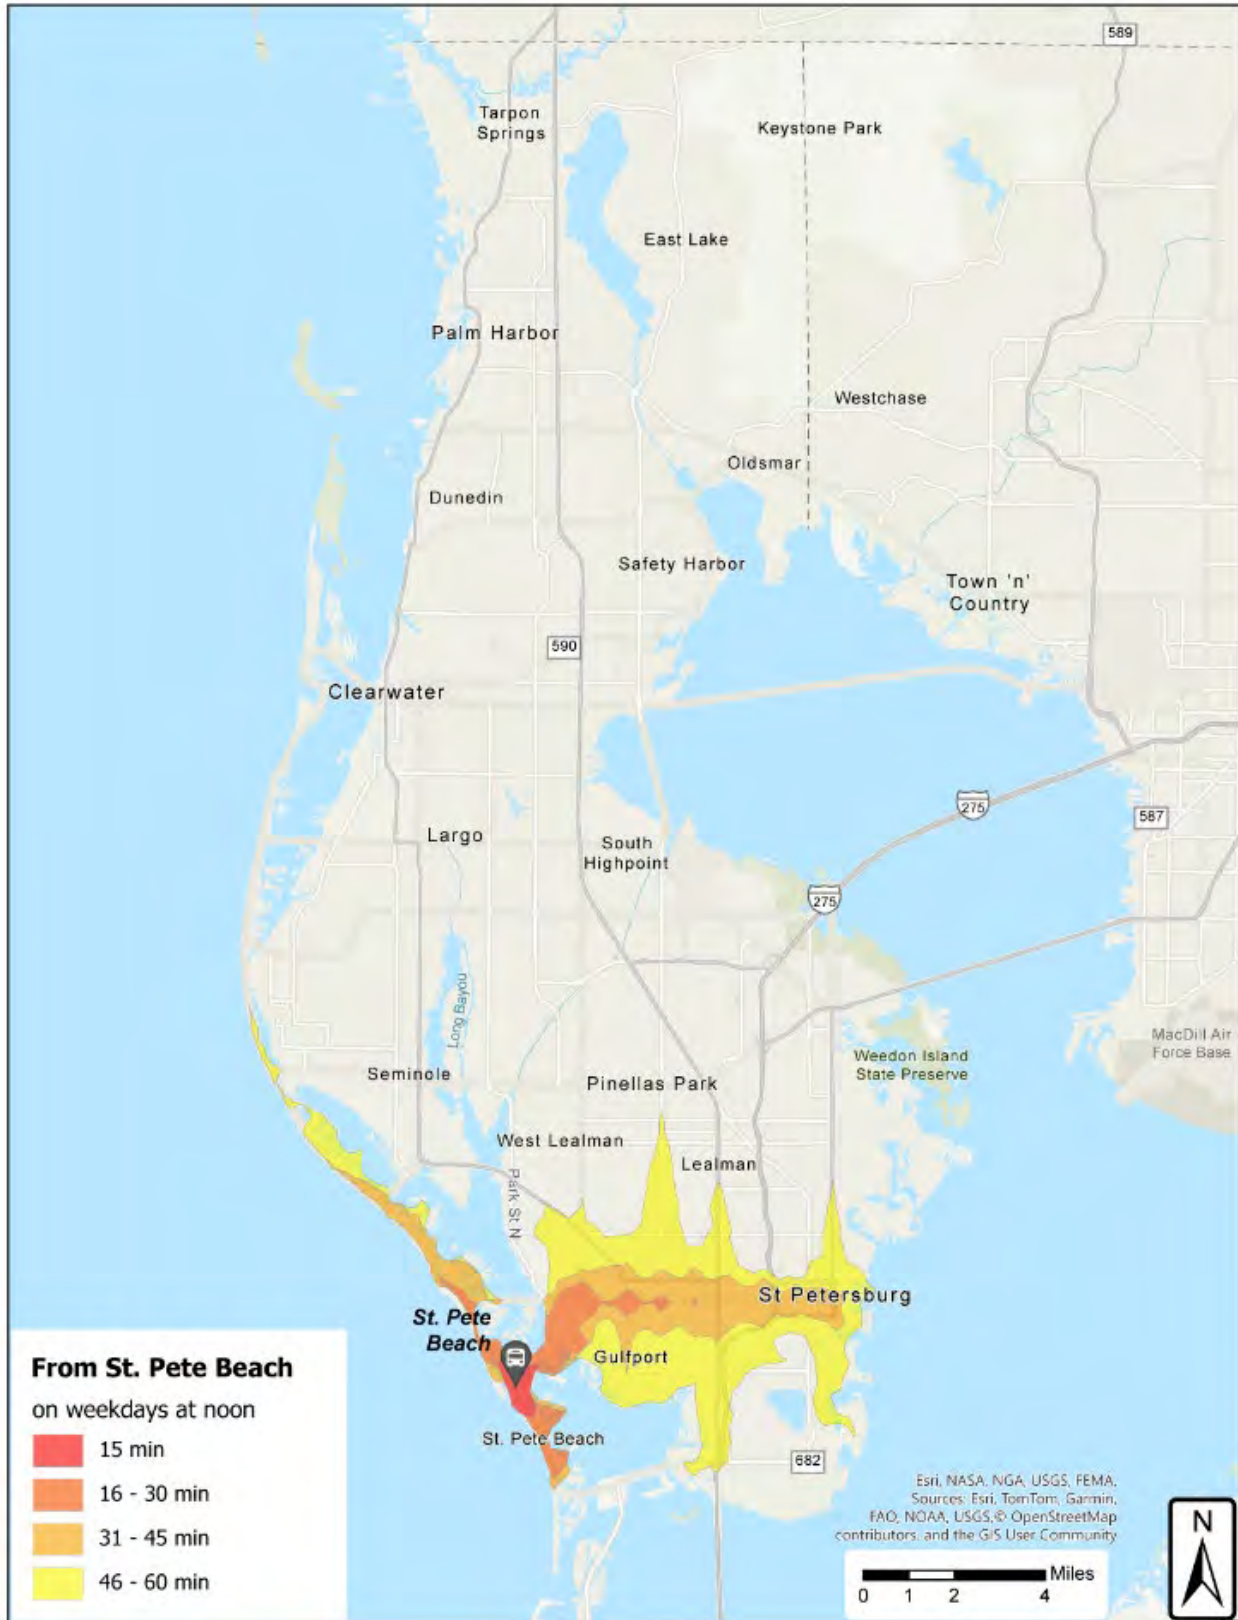 589
Tarpon
Springs
Keystone Park
East Lake
Palm Harbor
Westchase
Oldsmar
Dunedin
Safety Harbor
Town 'n'
Country
590
Clearwater
275
587
Largo
South
Highpoint
275
Long Bayou
MacDill Air
Force Base
Weedon Island
State Preserve
Seminole
Pinellas Park
West Lealman
Lealman
Park St N
St Petersburg
St. Pete
Beach
Gulfport
St. Pete Beach
682
From St. Pete Beach
on weekdays at noon
15 min
16 - 30 min
31 - 45 min
46 - 60 min
Esri, NASA, NGA, USGS, FEMA,
Sources: Esri, TomTom, Garmin,
FAO, NOAA, USGS,© OpenStreetMap
contributors, and the GIS User Community
Miles
0 1 2 4
N